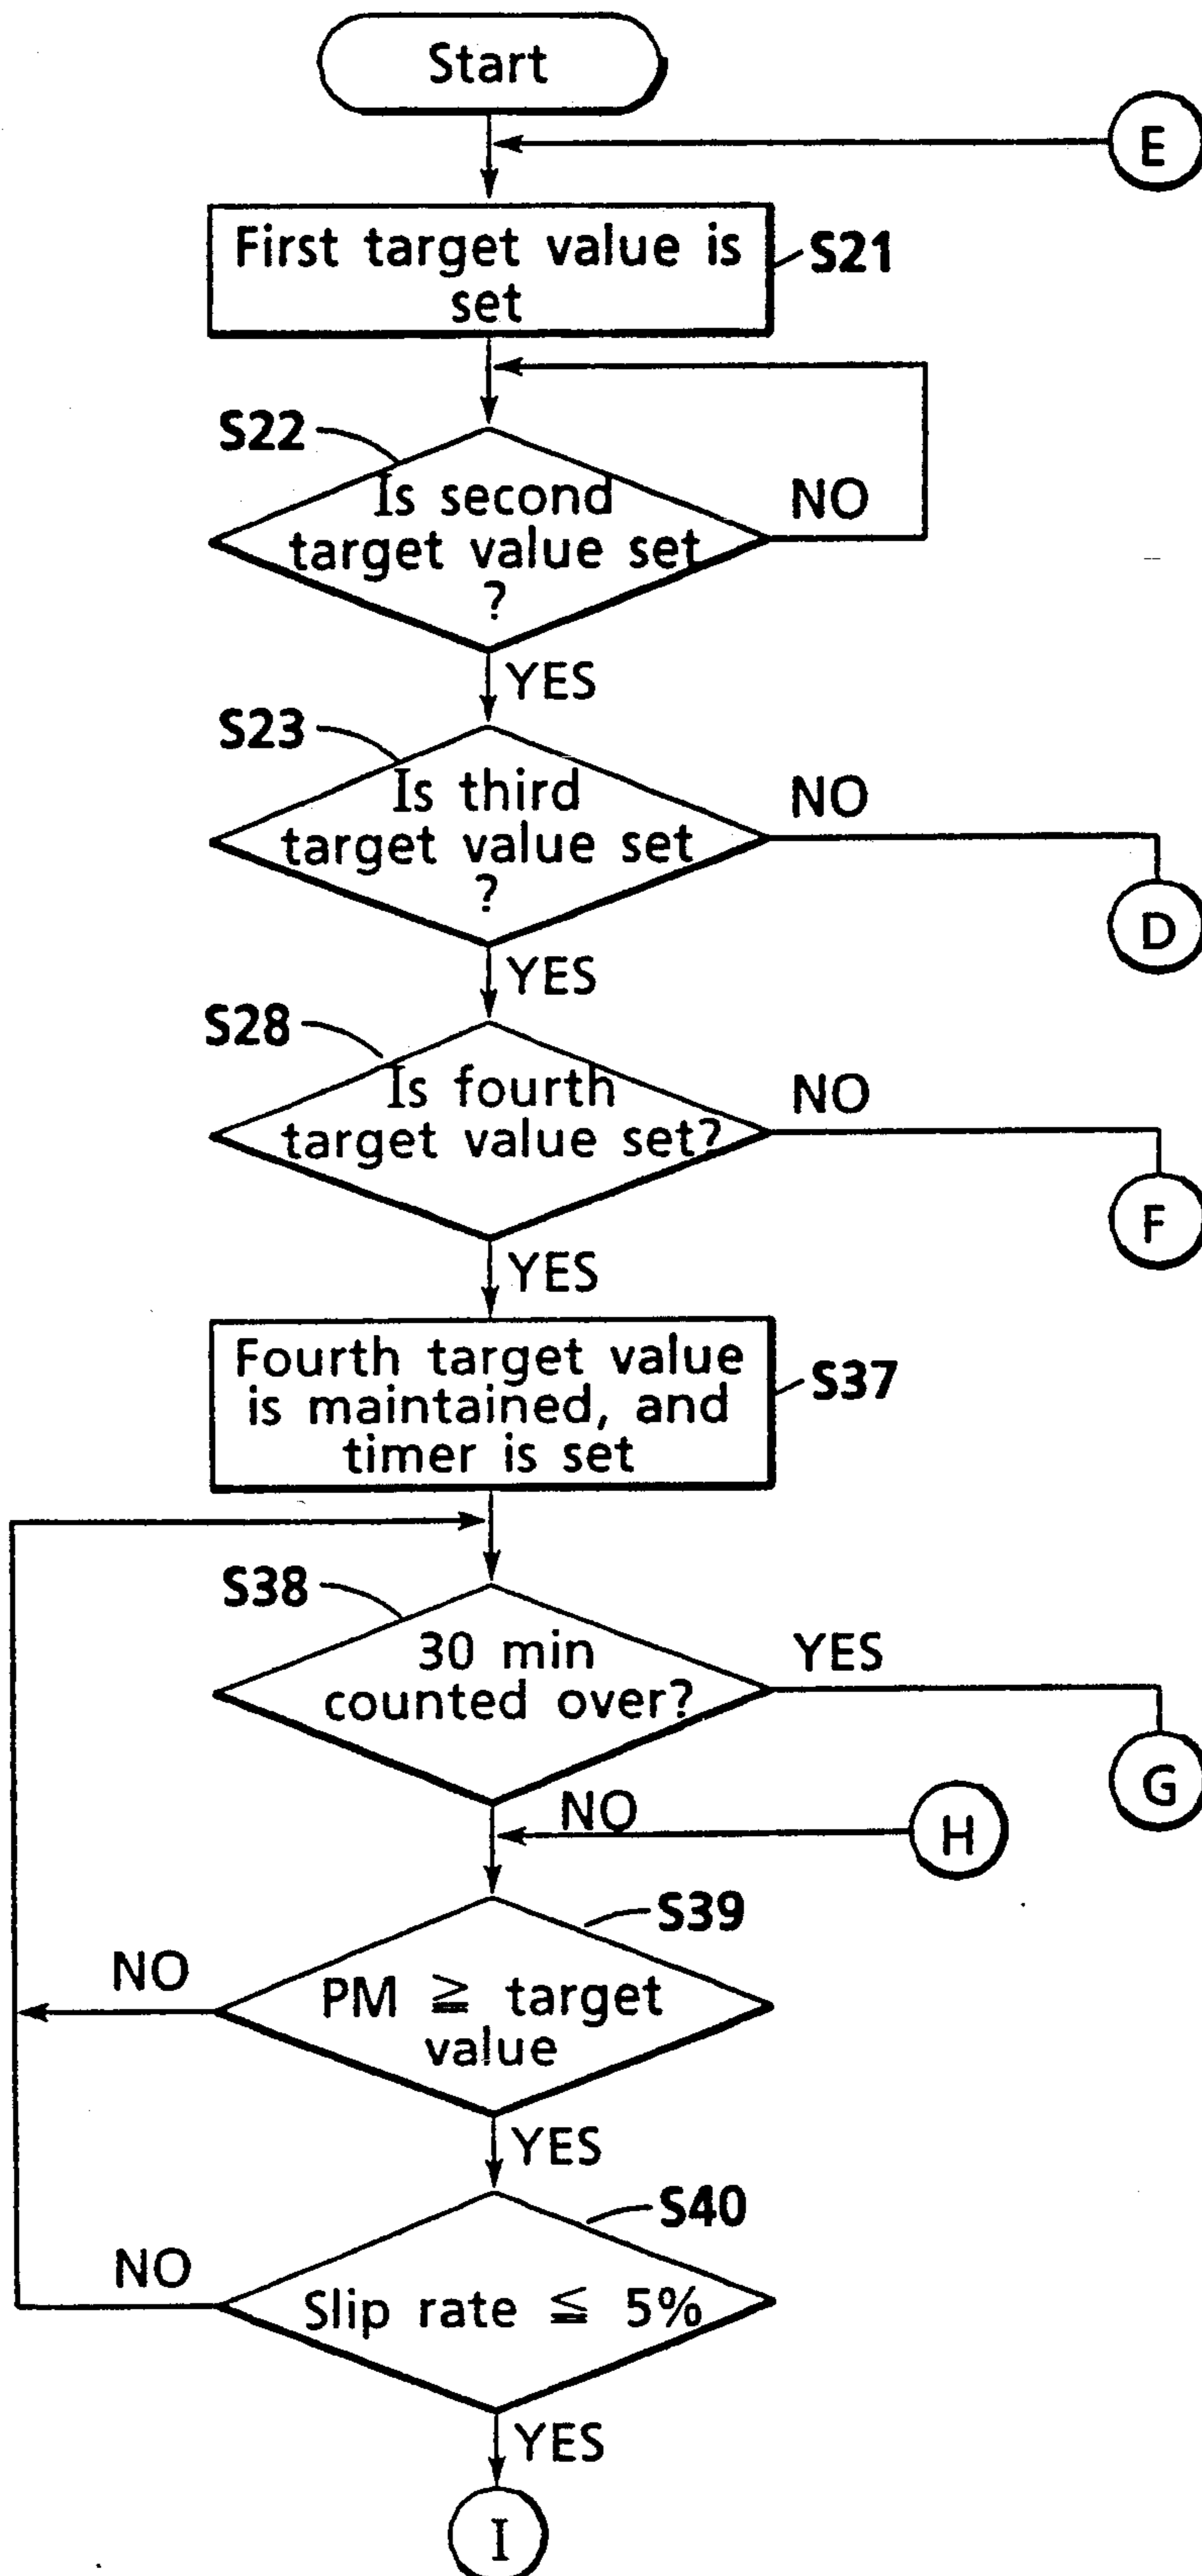 Start
E
First target value is
set
S21
S22
Is second
target value set
?
NO
YES
S23
Is third
target value set
?
NO
D
YES
S28
Is fourth
target value set?
NO
F
YES
Fourth target value
is maintained, and
timer is set
S37
S38
30 min
counted over?
YES
G
NO
H
S39
PM ≧ target
value
NO
YES
S40
Slip rate ≦ 5%
NO
YES
I